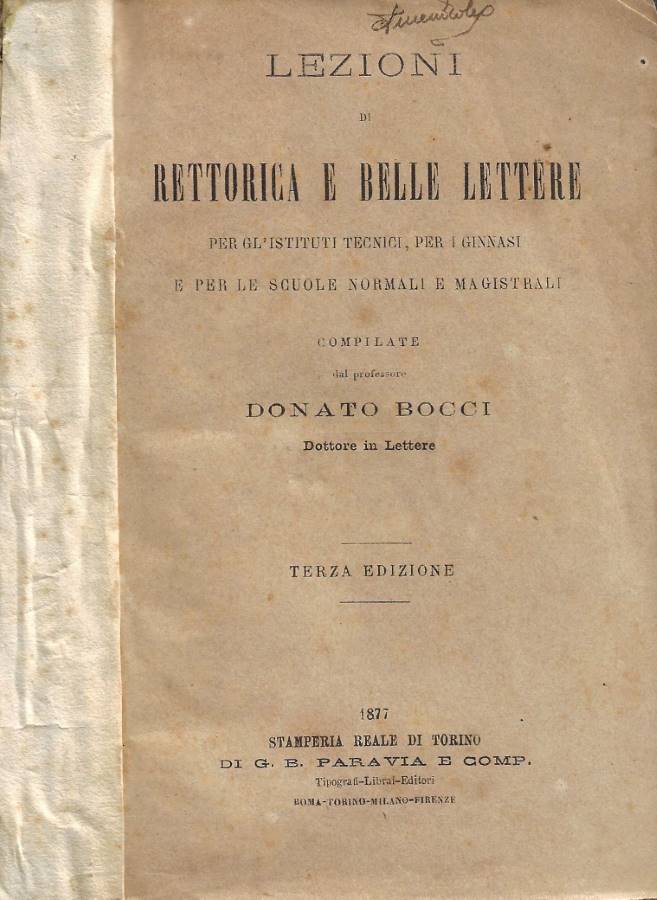 LEZIONI
DI
RETTORICA E BELLE LETTERE
PER GL'ISTITUTI TECNICI, PER I GINNASI
E PER LE SCUOLE NORMALI E MAGISTRALI
COMPILATE
dal professore
DONATO BOCCI
Dottore in Lettere
TERZA EDIZIONE
1877
STAMPERIA REALE DI TORINO
DI G. B. PARAVIA E COMP.
Tipografi-Librai-Editori
ROMA-TORINO-MILANO-FIRENZE